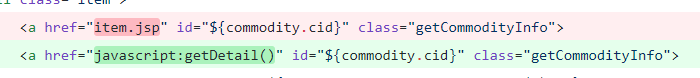 <a href="item.jsp" id="${commodity.cid}" class="getCommodityInfo">
<a href="javascript:getDetail()" id="${commodity.cid}" class="getCommodityInfo">